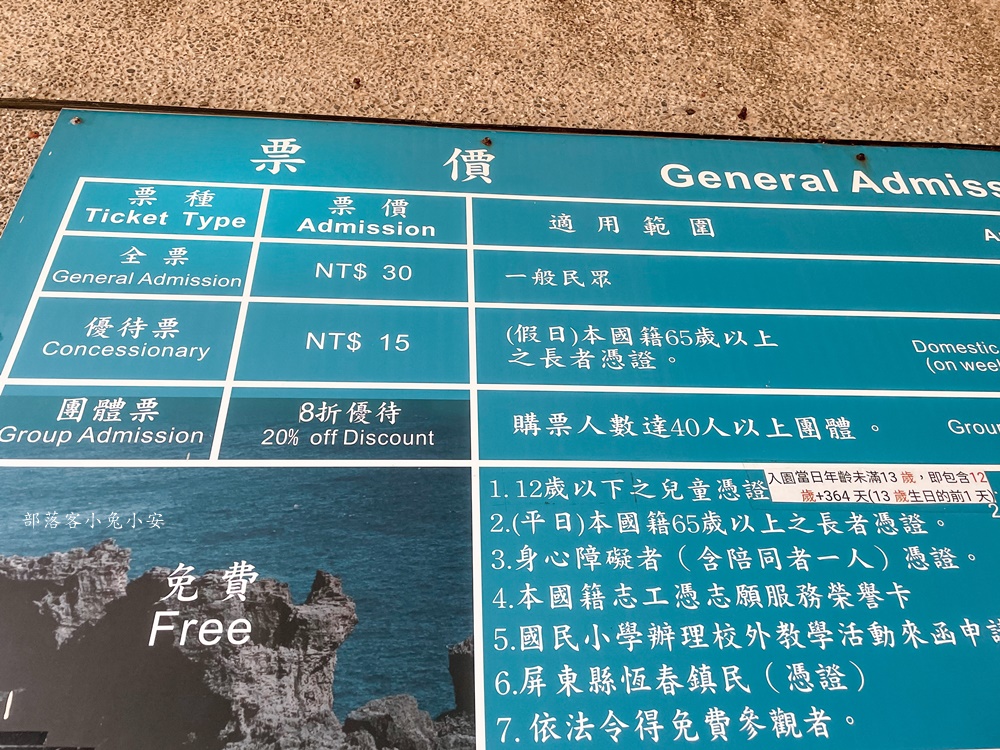 票 價 General Admiss
票 種 票 價 適 用 範 圍
Ticket Type Admission
全 票
General Admission
NT$ 30
一般民眾
優待票
Concessionary
NT$ 15
(假日)本國籍65歲以上
之長者憑證。
Domestic
(on wee
團體票
Group Admission
8折優待
20% off Discount
購票人數達40人以上團體。
Grou
免 費
Free
1.12歲以下之兒童憑證
入園當日年齡未滿13 歲,即包含12
歲+364 天(13 歲生日的前1 天)
2.(平日)本國籍65歲以上之長者憑證。
3.身心障礙者(含陪同者一人)憑證。
4.本國籍志工憑志願服務榮譽卡
5.國民小學辦理校外教學活動來函申請
6.屏東縣恆春鎮民(憑證)
7.依法令得免費參觀者。
部落客小兔小安